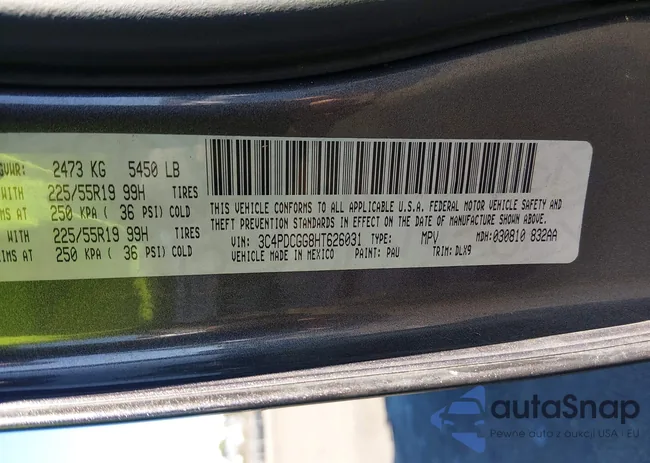 GVWR: 2473 KG 5450 LB
WITH 225/55R19 99H TIRES
IMS AT 250 KPA ( 36 PSI) COLD
WITH 225/55R19 99H TIRES
IMS AT 250 KPA ( 36 PSI) COLD
THIS VEHICLE CONFORMS TO ALL APPLICABLE U.S.A. FEDERAL MOTOR VEHICLE SAFETY AND
THEFT PREVENTION STANDARDS IN EFFECT ON THE DATE OF MANUFACTURE SHOWN ABOVE.
VIN: 3C4PDCGG8HT626031 TYPE: MPV MDH: 030810 832AA
VEHICLE MADE IN MEXICO PAINT: PAU TRIM: DLX9
autaSnap
Pewne auta z aukcji USA - EU